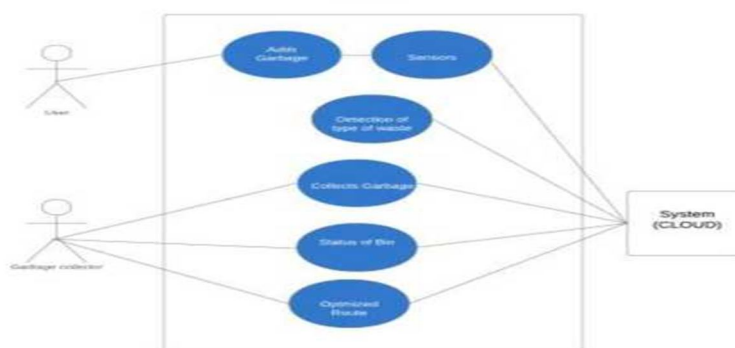 Adds
Garbage
Sensors
User
Detection of
type of waste
Collects Garbage
System
(CLOUD)
Status of Bin
Garbage collector
Optimized
Route